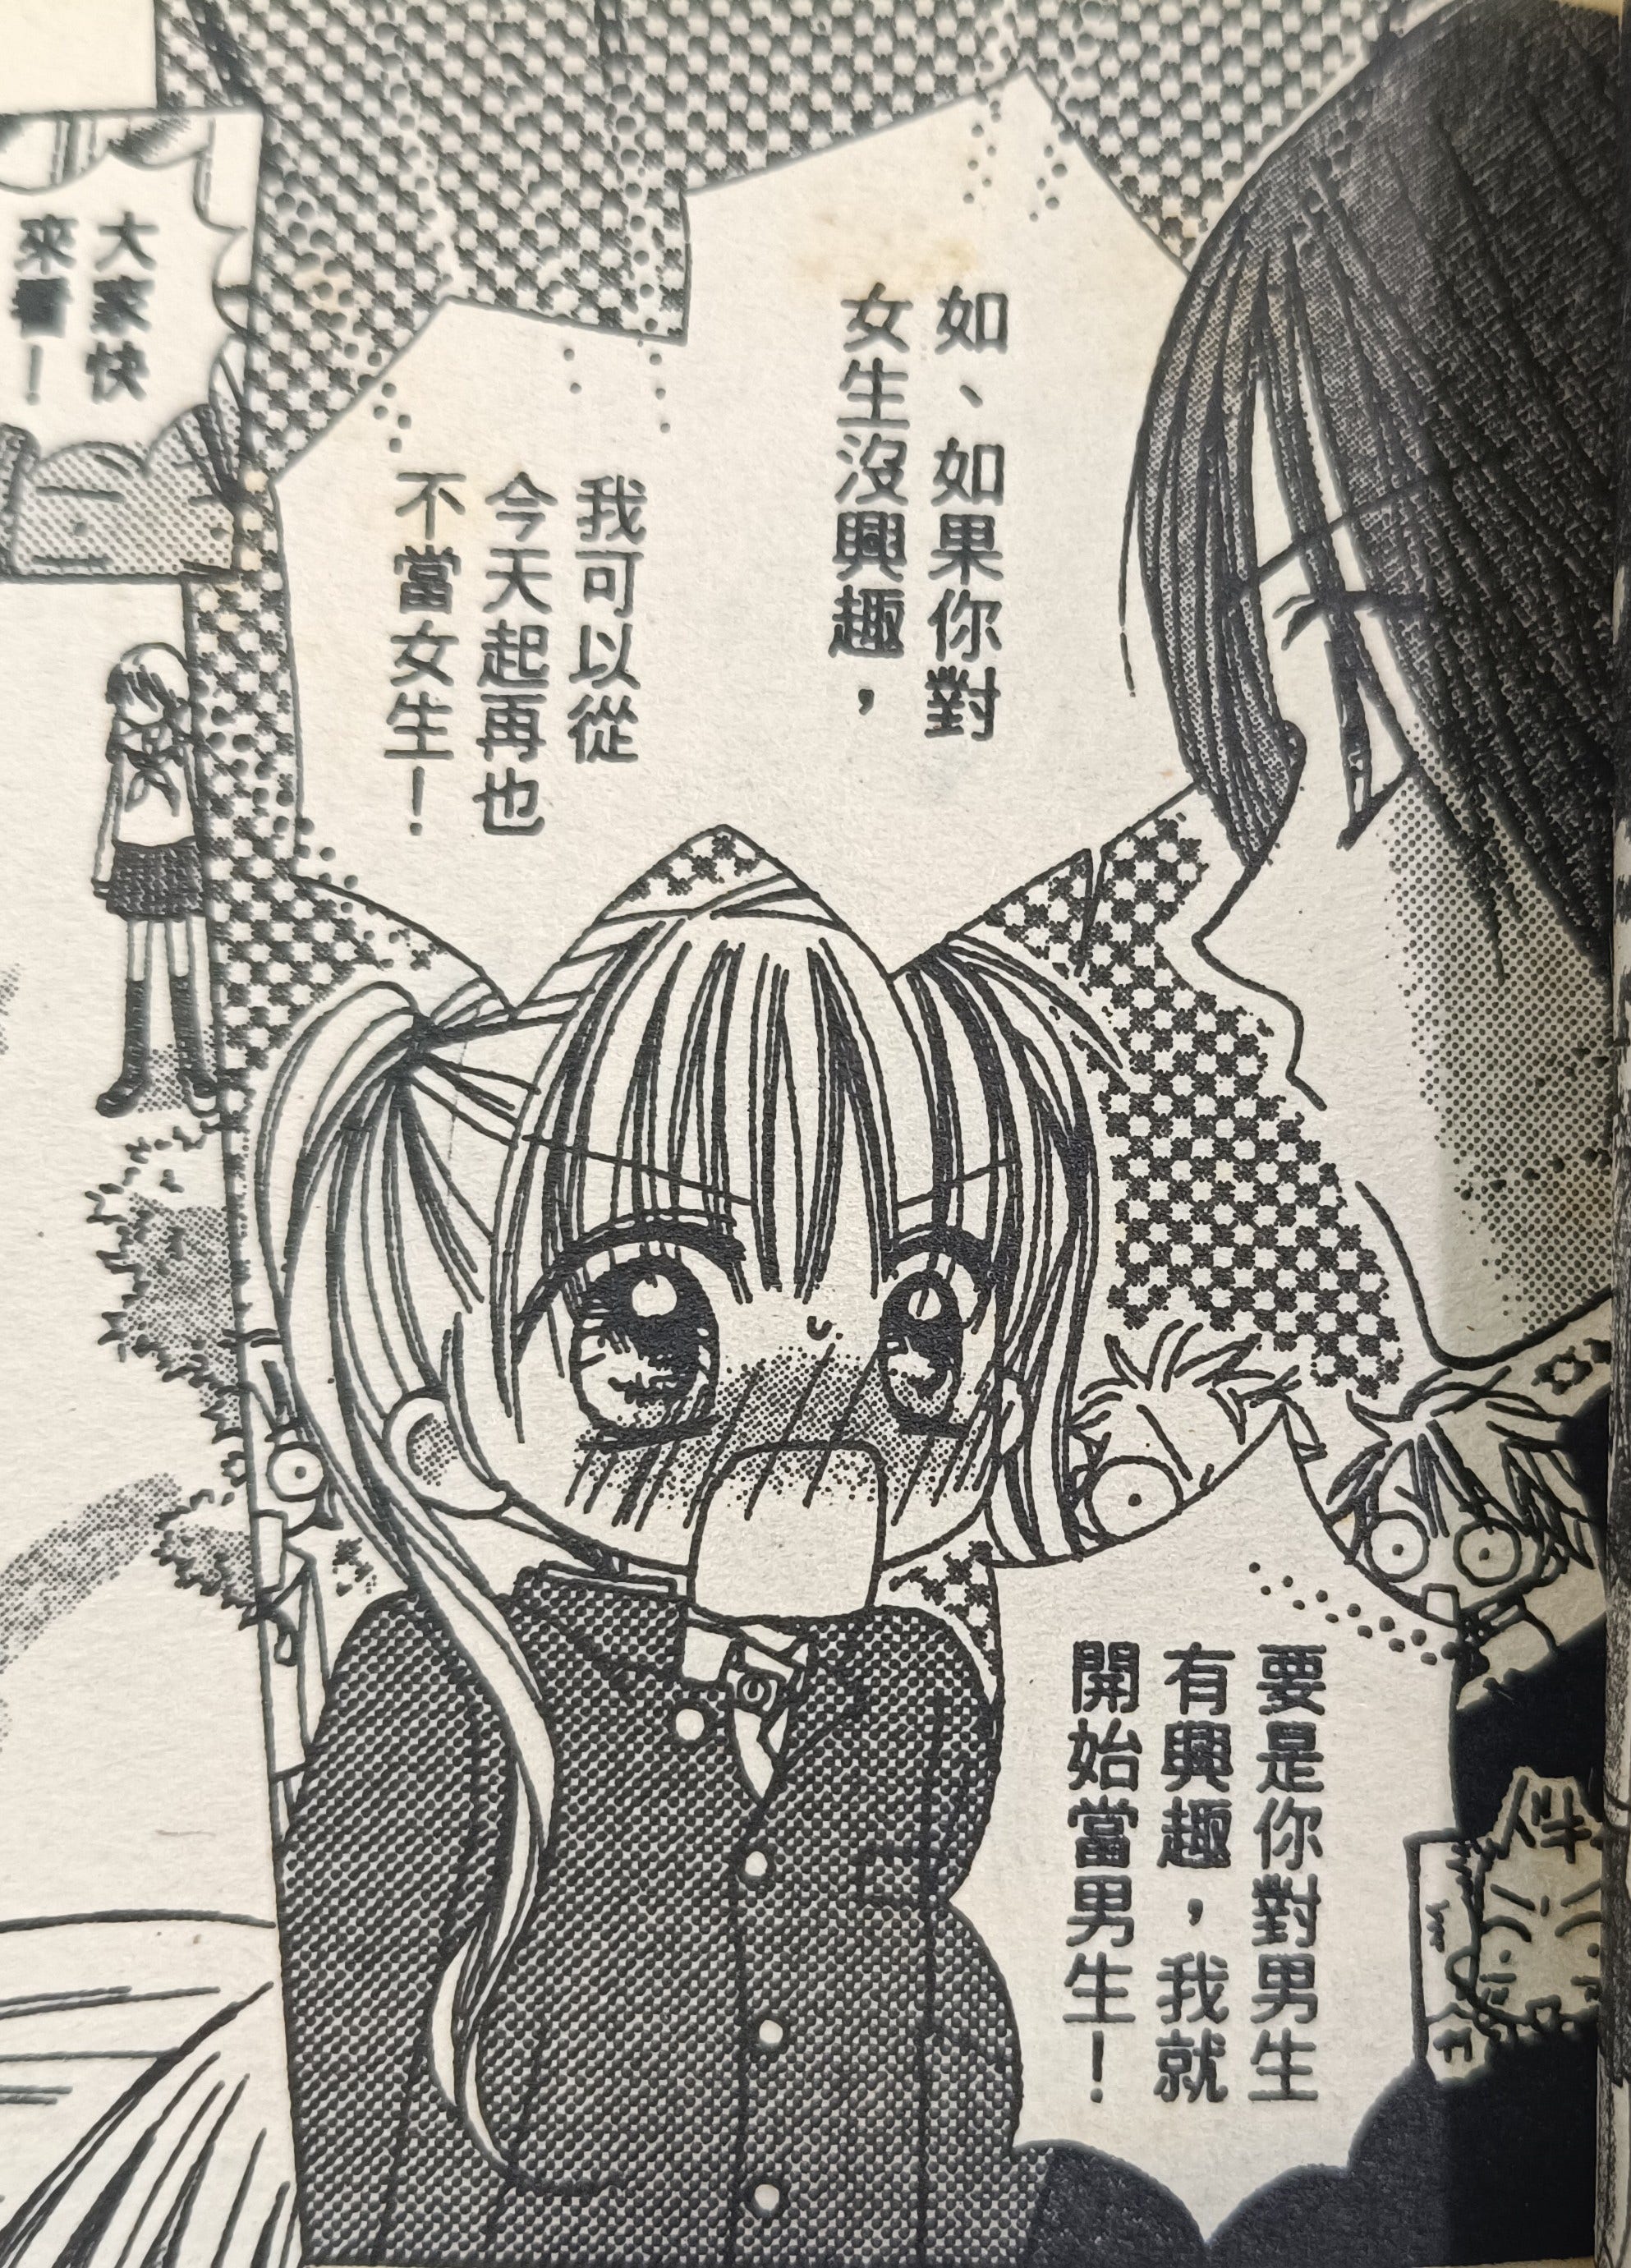 如、如果你對
女生沒興趣，
我可以從
今天起再也
不當女生！
要是你對男生
有興趣，我就
開始當男生！
大家快
來看！